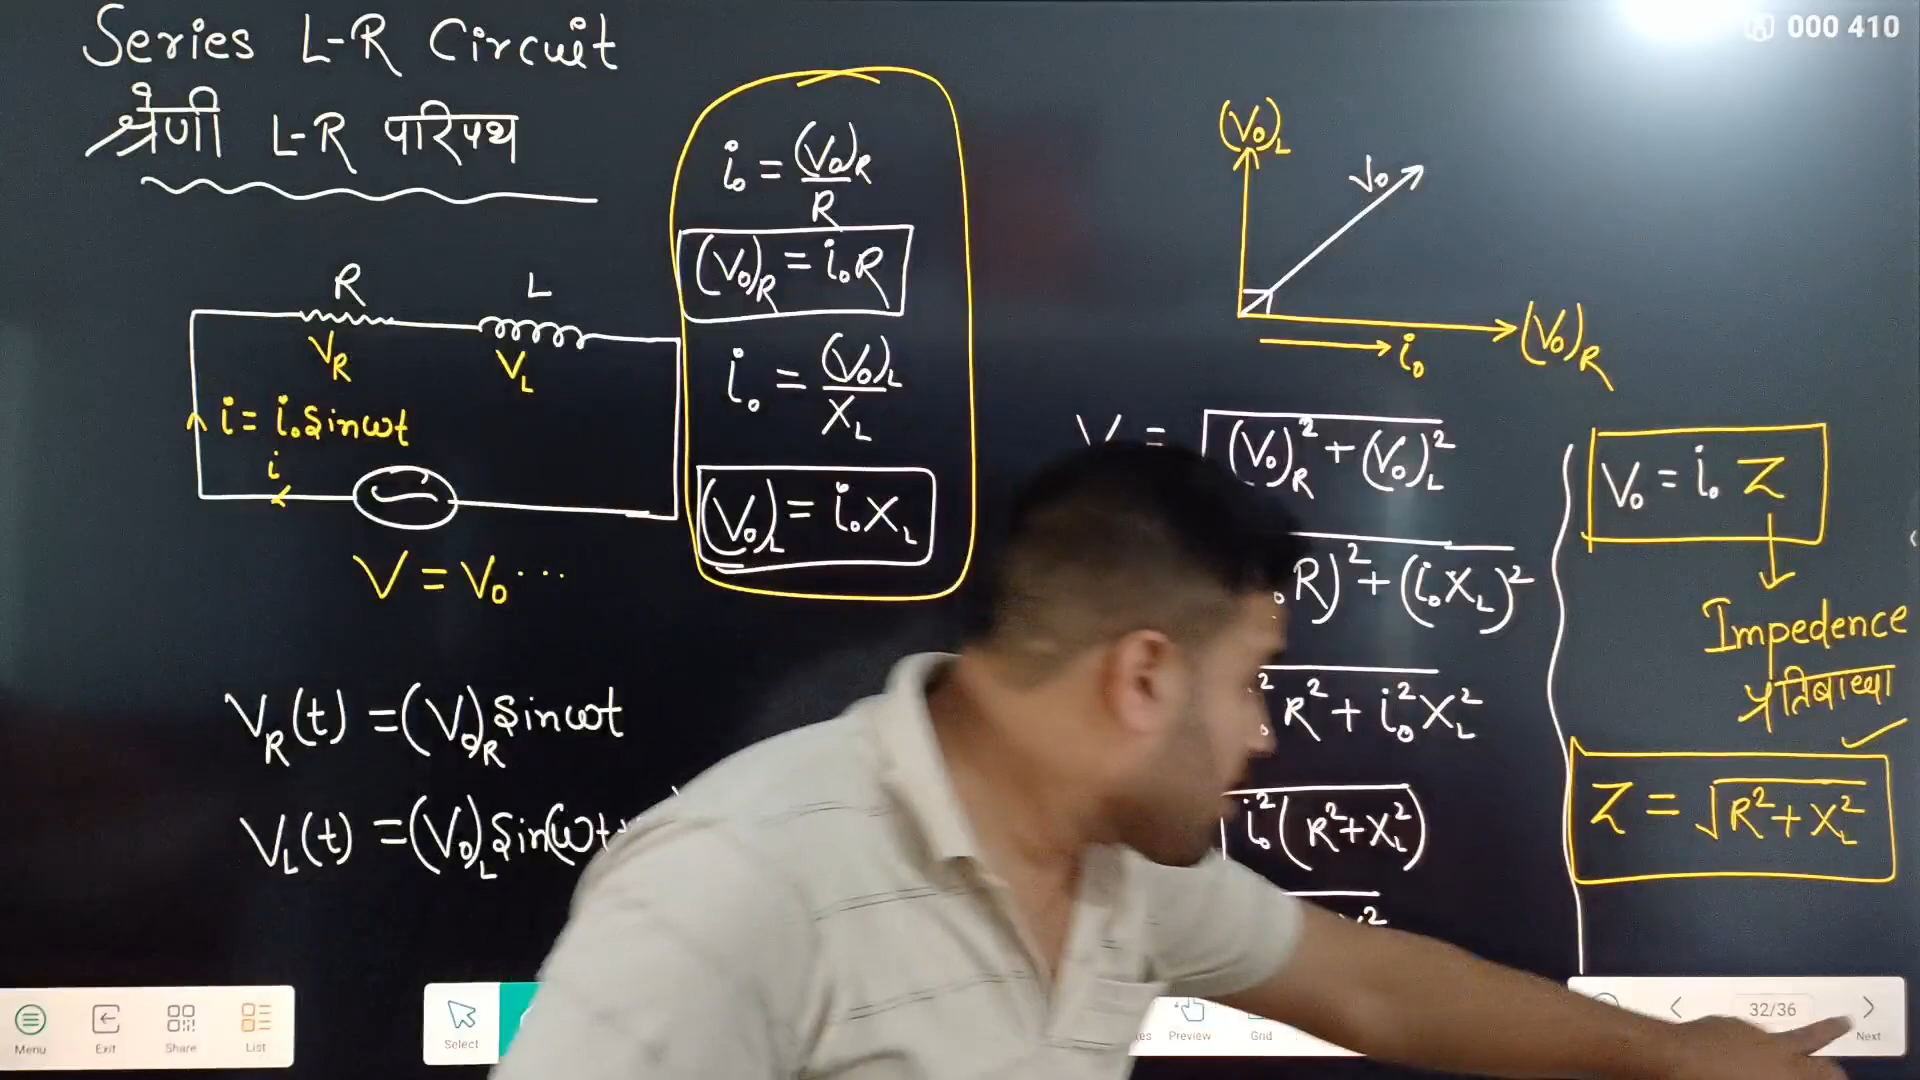 Series L-R Circuit
श्रेणी L-R परिपथ
R
L
V_R
V_L
i = i₀ sinωt
i
V = V₀ ...
V_R(t) = (V₀)_R sinωt
V_L(t) = (V₀)_L sin(ωt
i₀ = (V₀)_R / R
(V₀)_R = i₀R
i₀ = (V₀)_L / X_L
(V₀)_L = i₀X_L
(V₀)_L
V₀
(V₀)_R
i₀
= √(V₀)_R² + (V₀)_L²
R)² + (i₀X_L)²
R² + i₀²X_L²
i₀²(R² + X_L²)
V₀ = i₀ Z
Impedence
प्रतिबाध्या
Z = √R² + X_L²
000 410
Menu
Exit
Share
List
Select
Preview
Grid
32/36
Next